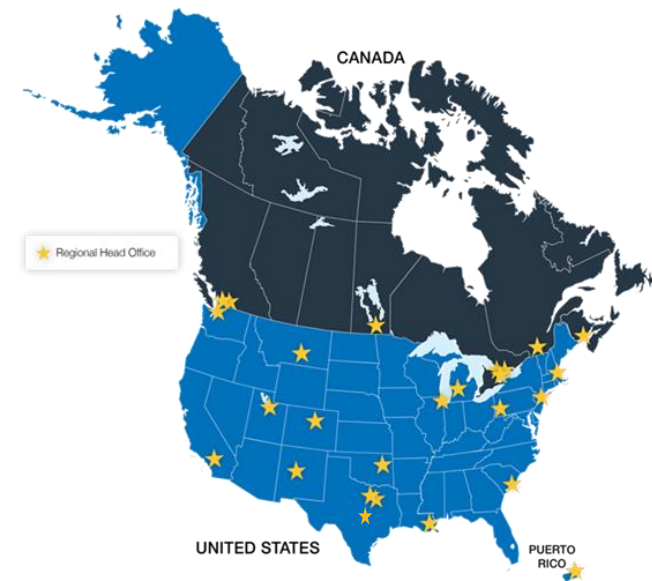 CANADA
Regional Head Office
UNITED STATES
PUERTO
RICO